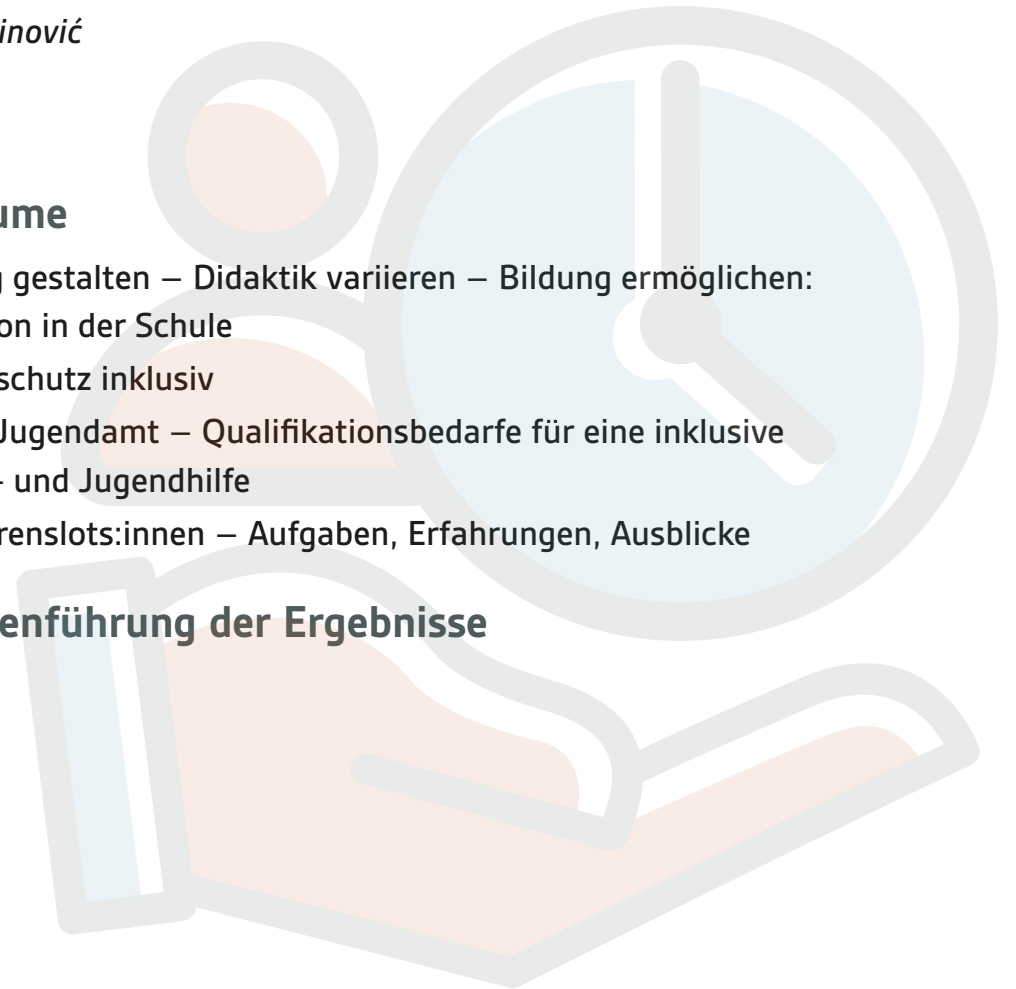 inović
ume
g gestalten – Didaktik variieren – Bildung ermöglichen:
on in der Schule
schutz inklusiv
Jugendamt – Qualifikationsbedarfe für eine inklusive
- und Jugendhilfe
renslots:innen – Aufgaben, Erfahrungen, Ausblicke
enführung der Ergebnisse